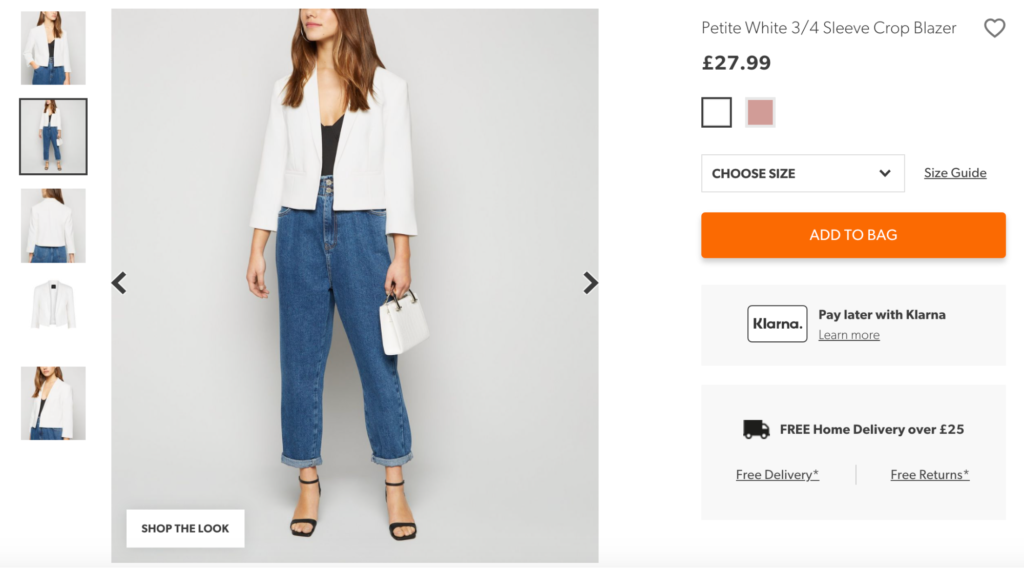 Petite White 3/4 Sleeve Crop Blazer
£27.99
CHOOSE SIZE
Size Guide
ADD TO BAG
Klarna.
Pay later with Klarna
Learn more
FREE Home Delivery over £25
Free Delivery*
Free Returns*
SHOP THE LOOK